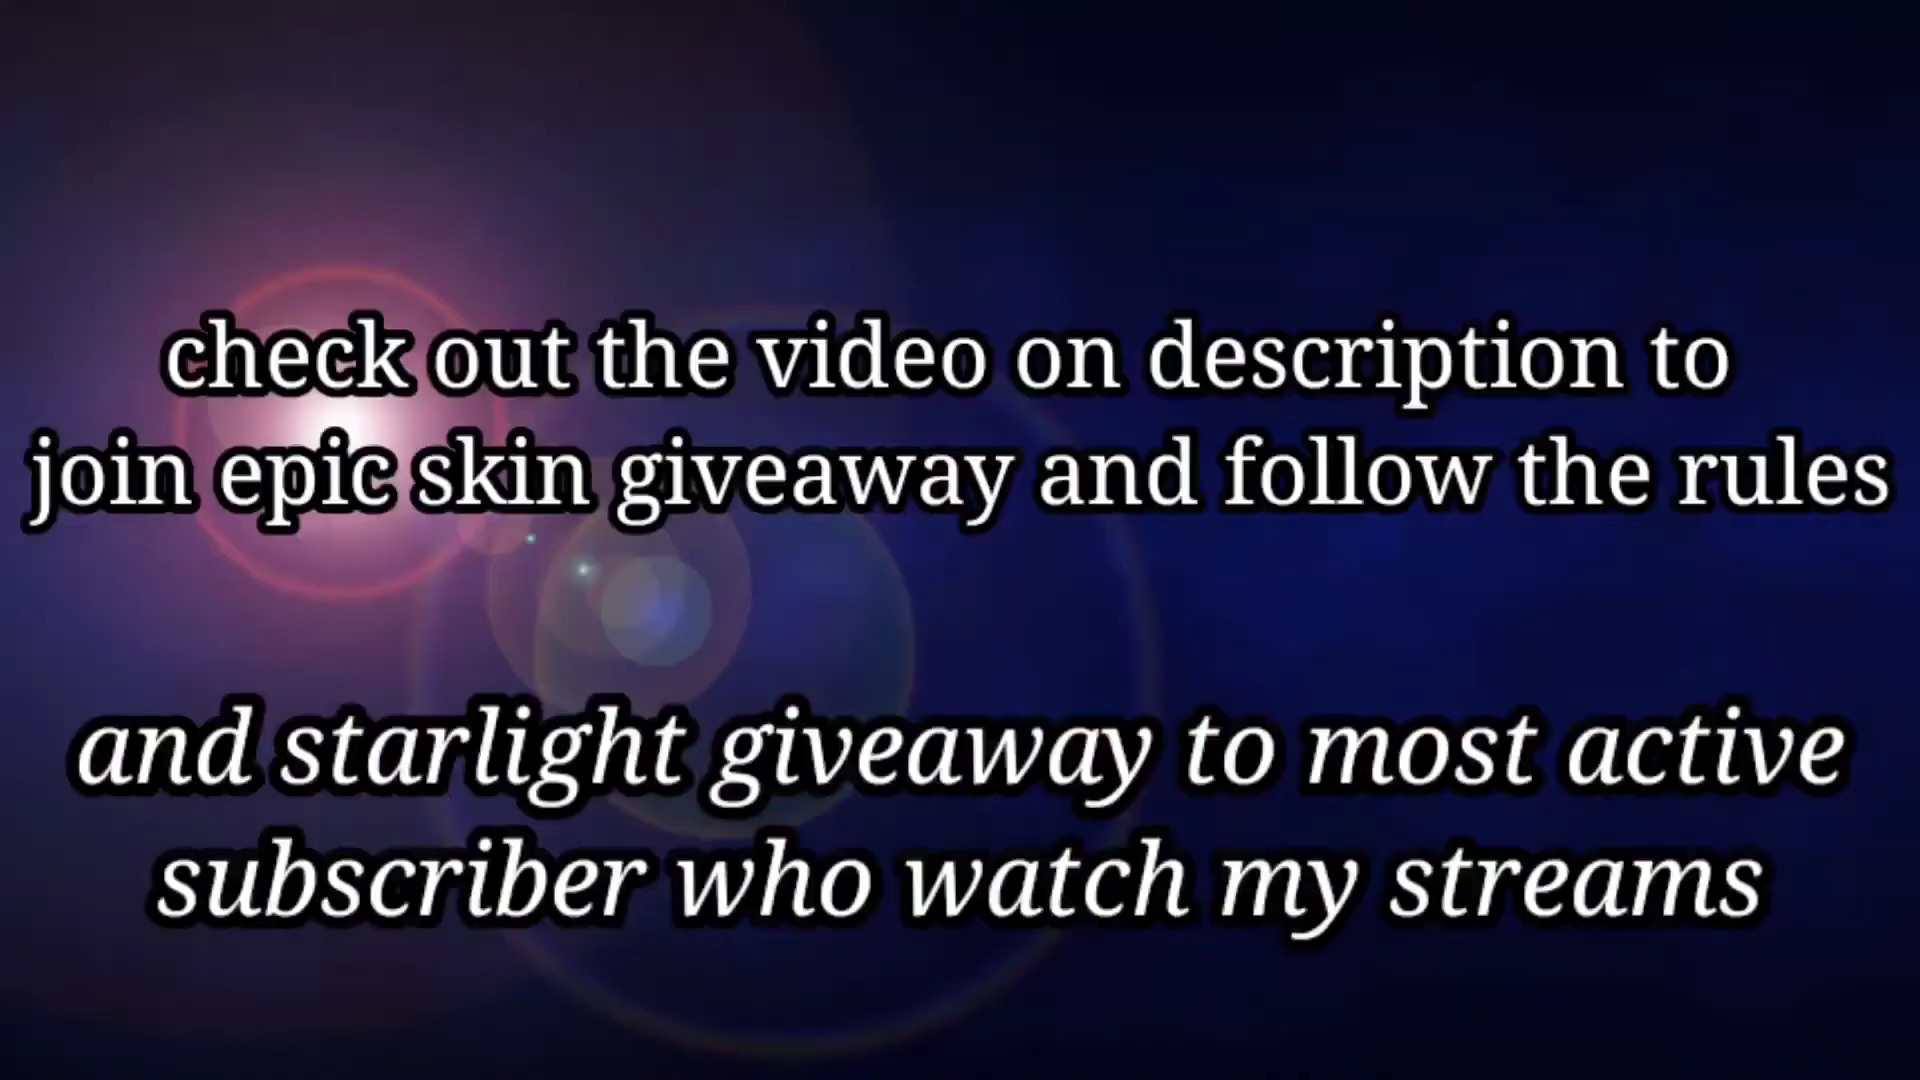 check out the video on description to
join epic skin giveaway and follow the rules
and starlight giveaway to most active
subscriber who watch my streams